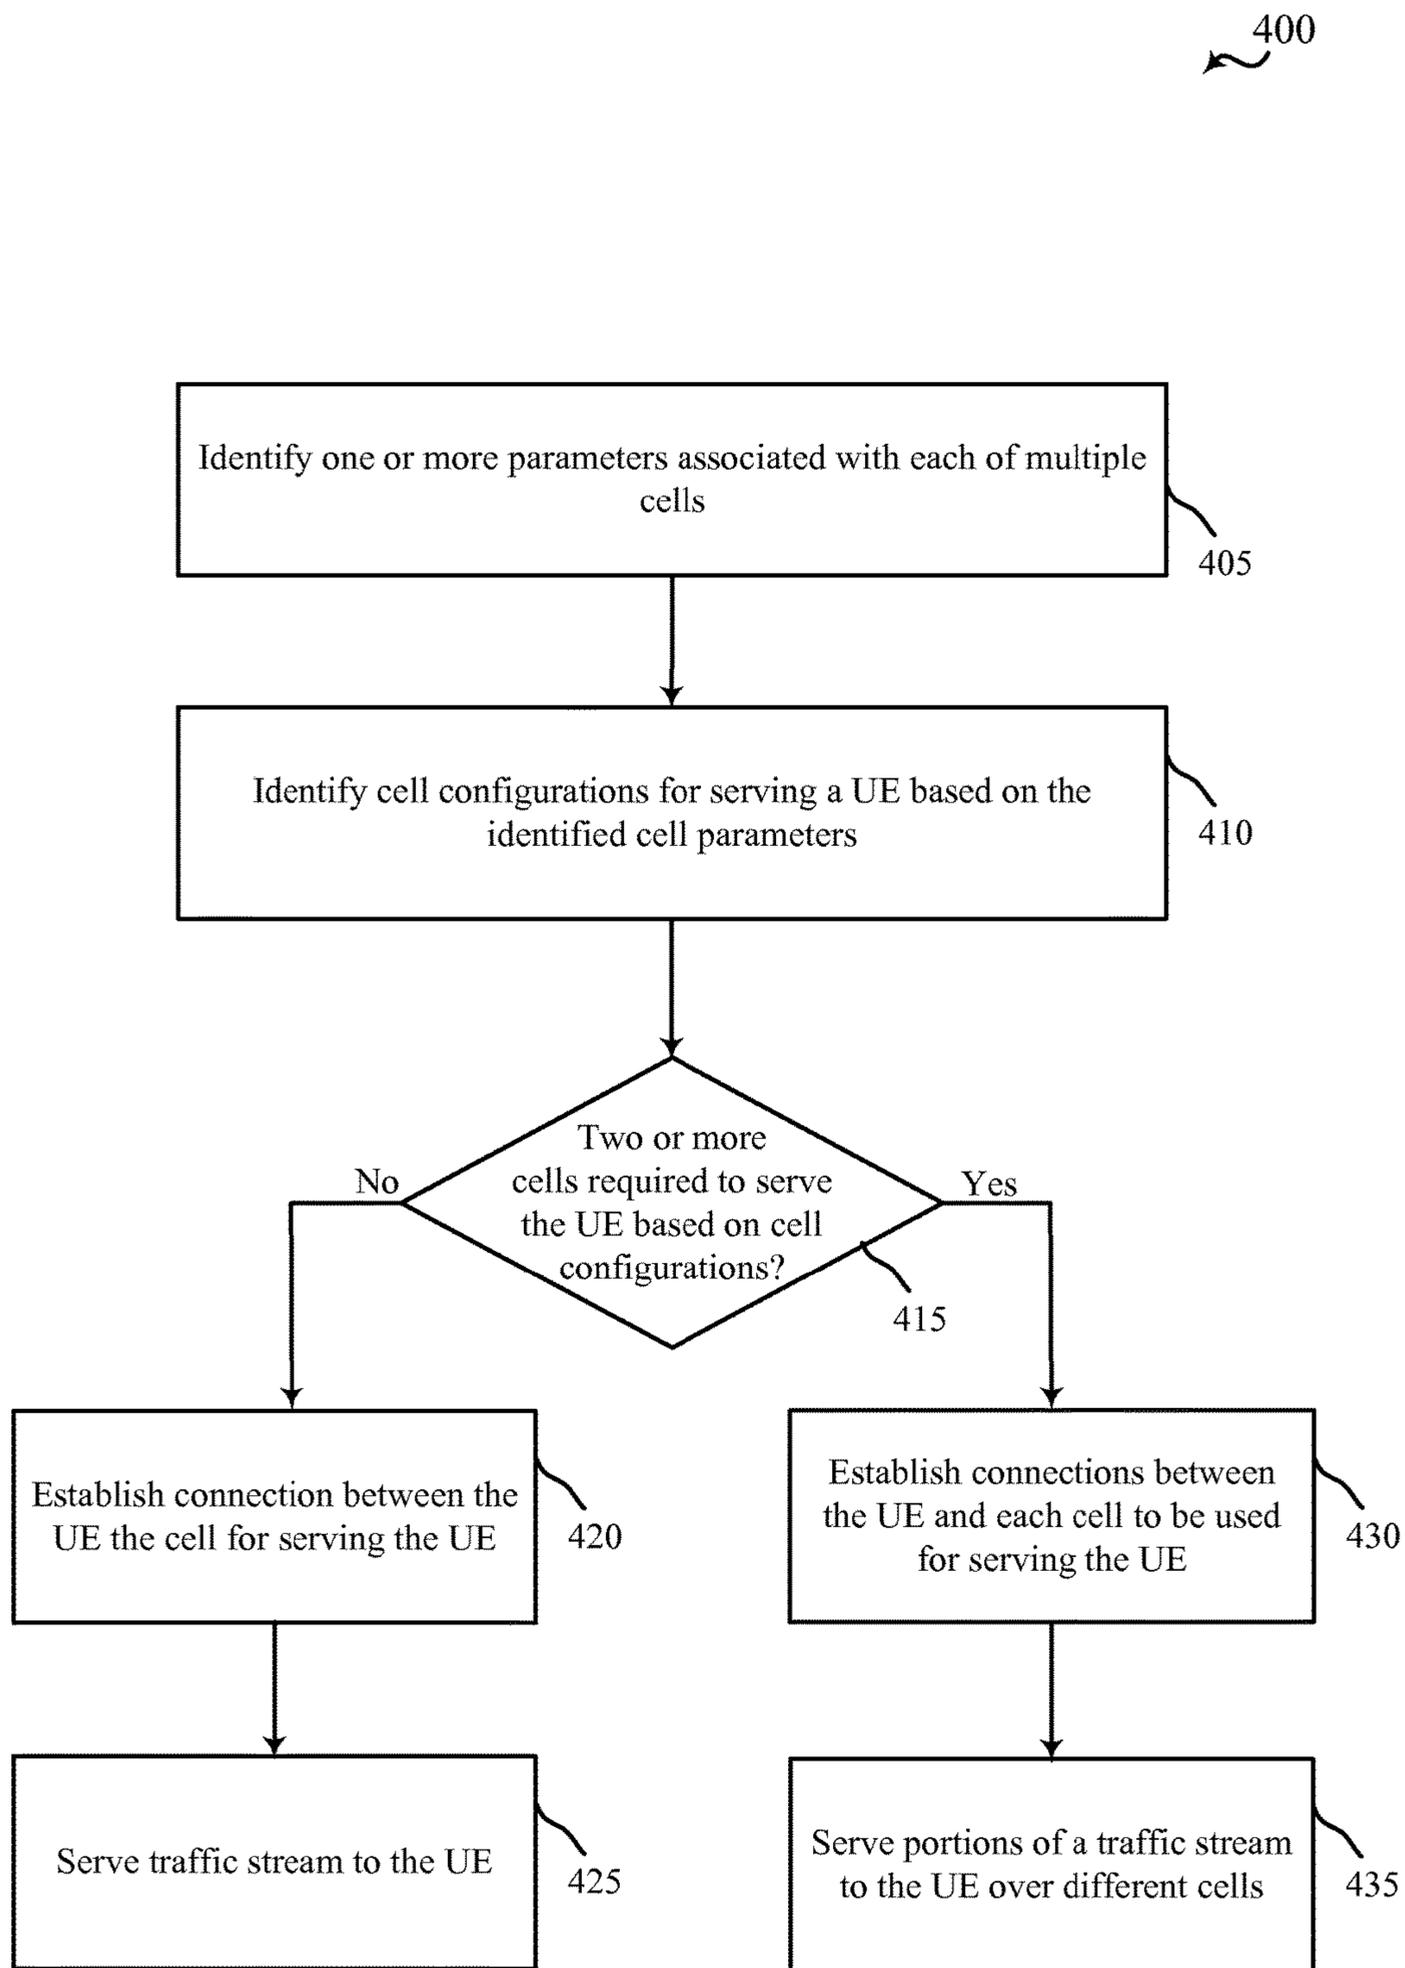 400
Identify one or more parameters associated with each of multiple
cells
405
Identify cell configurations for serving a UE based on the
identified cell parameters
410
Two or more
cells required to serve
the UE based on cell
configurations?
No
Yes
415
Establish connection between the
UE the cell for serving the UE
420
Establish connections between
the UE and each cell to be used
for serving the UE
430
Serve traffic stream to the UE
425
Serve portions of a traffic stream
to the UE over different cells
435